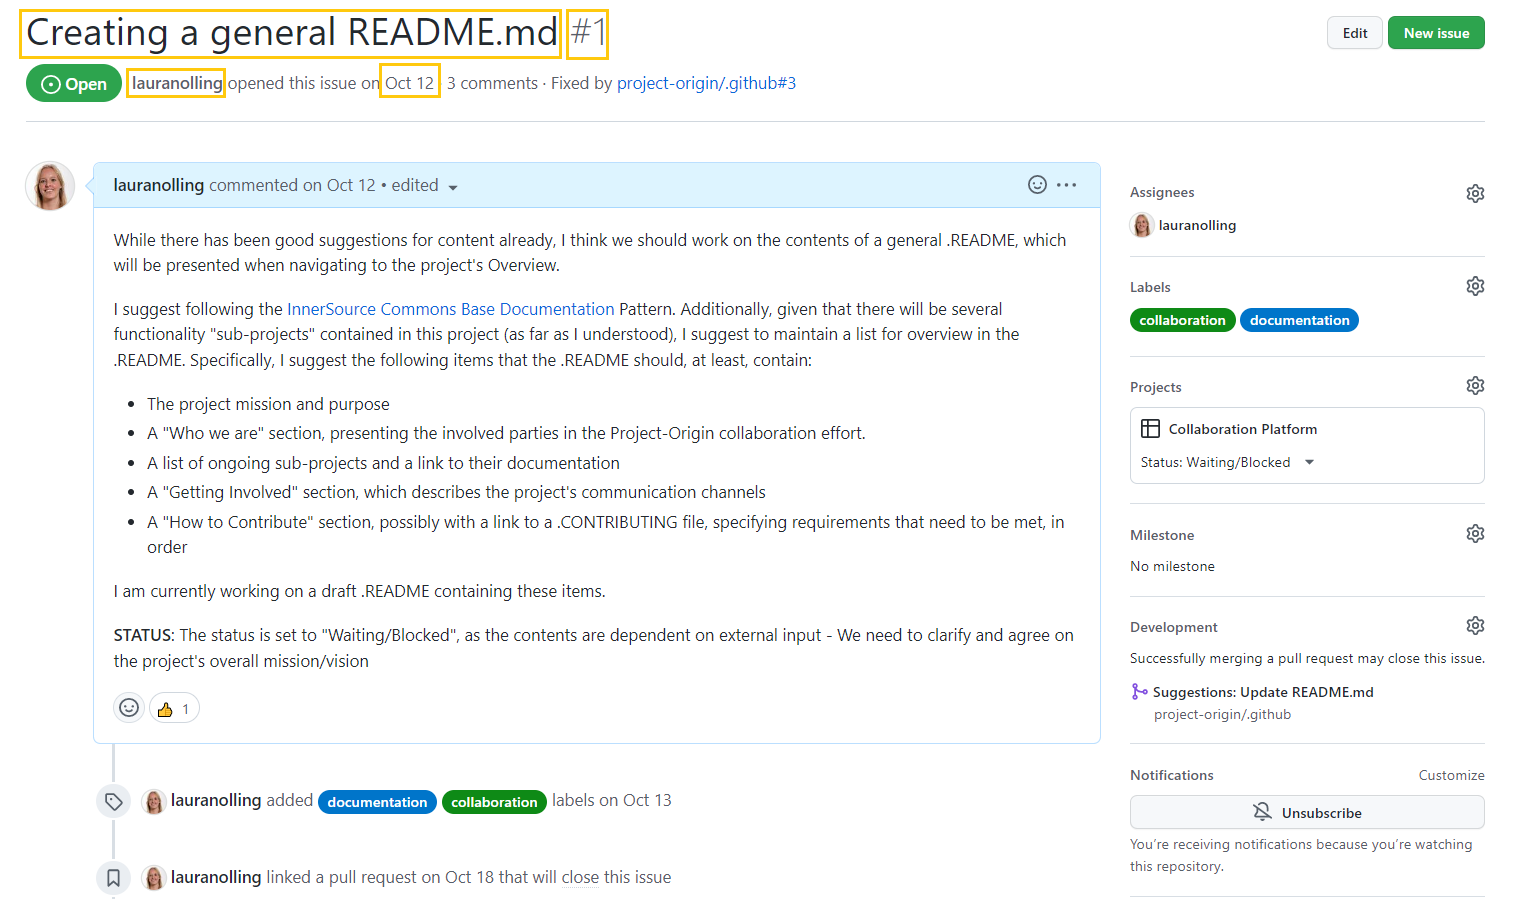 Creating a general README.md #1
Edit
New issue
Open
lauranolling opened this issue on Oct 12 · 3 comments · Fixed by project-origin/.github#3
lauranolling commented on Oct 12 • edited
While there has been good suggestions for content already, I think we should work on the contents of a general .README, which
will be presented when navigating to the project's Overview.
I suggest following the InnerSource Commons Base Documentation Pattern. Additionally, given that there will be several
functionality "sub-projects" contained in this project (as far as I understood), I suggest to maintain a list for overview in the
.README. Specifically, I suggest the following items that the .README should, at least, contain:
• The project mission and purpose
• A "Who we are" section, presenting the involved parties in the Project-Origin collaboration effort.
• A list of ongoing sub-projects and a link to their documentation
• A "Getting Involved" section, which describes the project's communication channels
• A "How to Contribute" section, possibly with a link to a .CONTRIBUTING file, specifying requirements that need to be met, in
order
I am currently working on a draft .README containing these items.
STATUS: The status is set to "Waiting/Blocked", as the contents are dependent on external input - We need to clarify and agree on
the project's overall mission/vision
👍 1
lauranolling added documentation collaboration labels on Oct 13
lauranolling linked a pull request on Oct 18 that will close this issue
Assignees
lauranolling
Labels
collaboration documentation
Projects
Collaboration Platform
Status: Waiting/Blocked
Milestone
No milestone
Development
Successfully merging a pull request may close this issue.
Suggestions: Update README.md
project-origin/.github
Notifications
Customize
Unsubscribe
You're receiving notifications because you're watching
this repository.